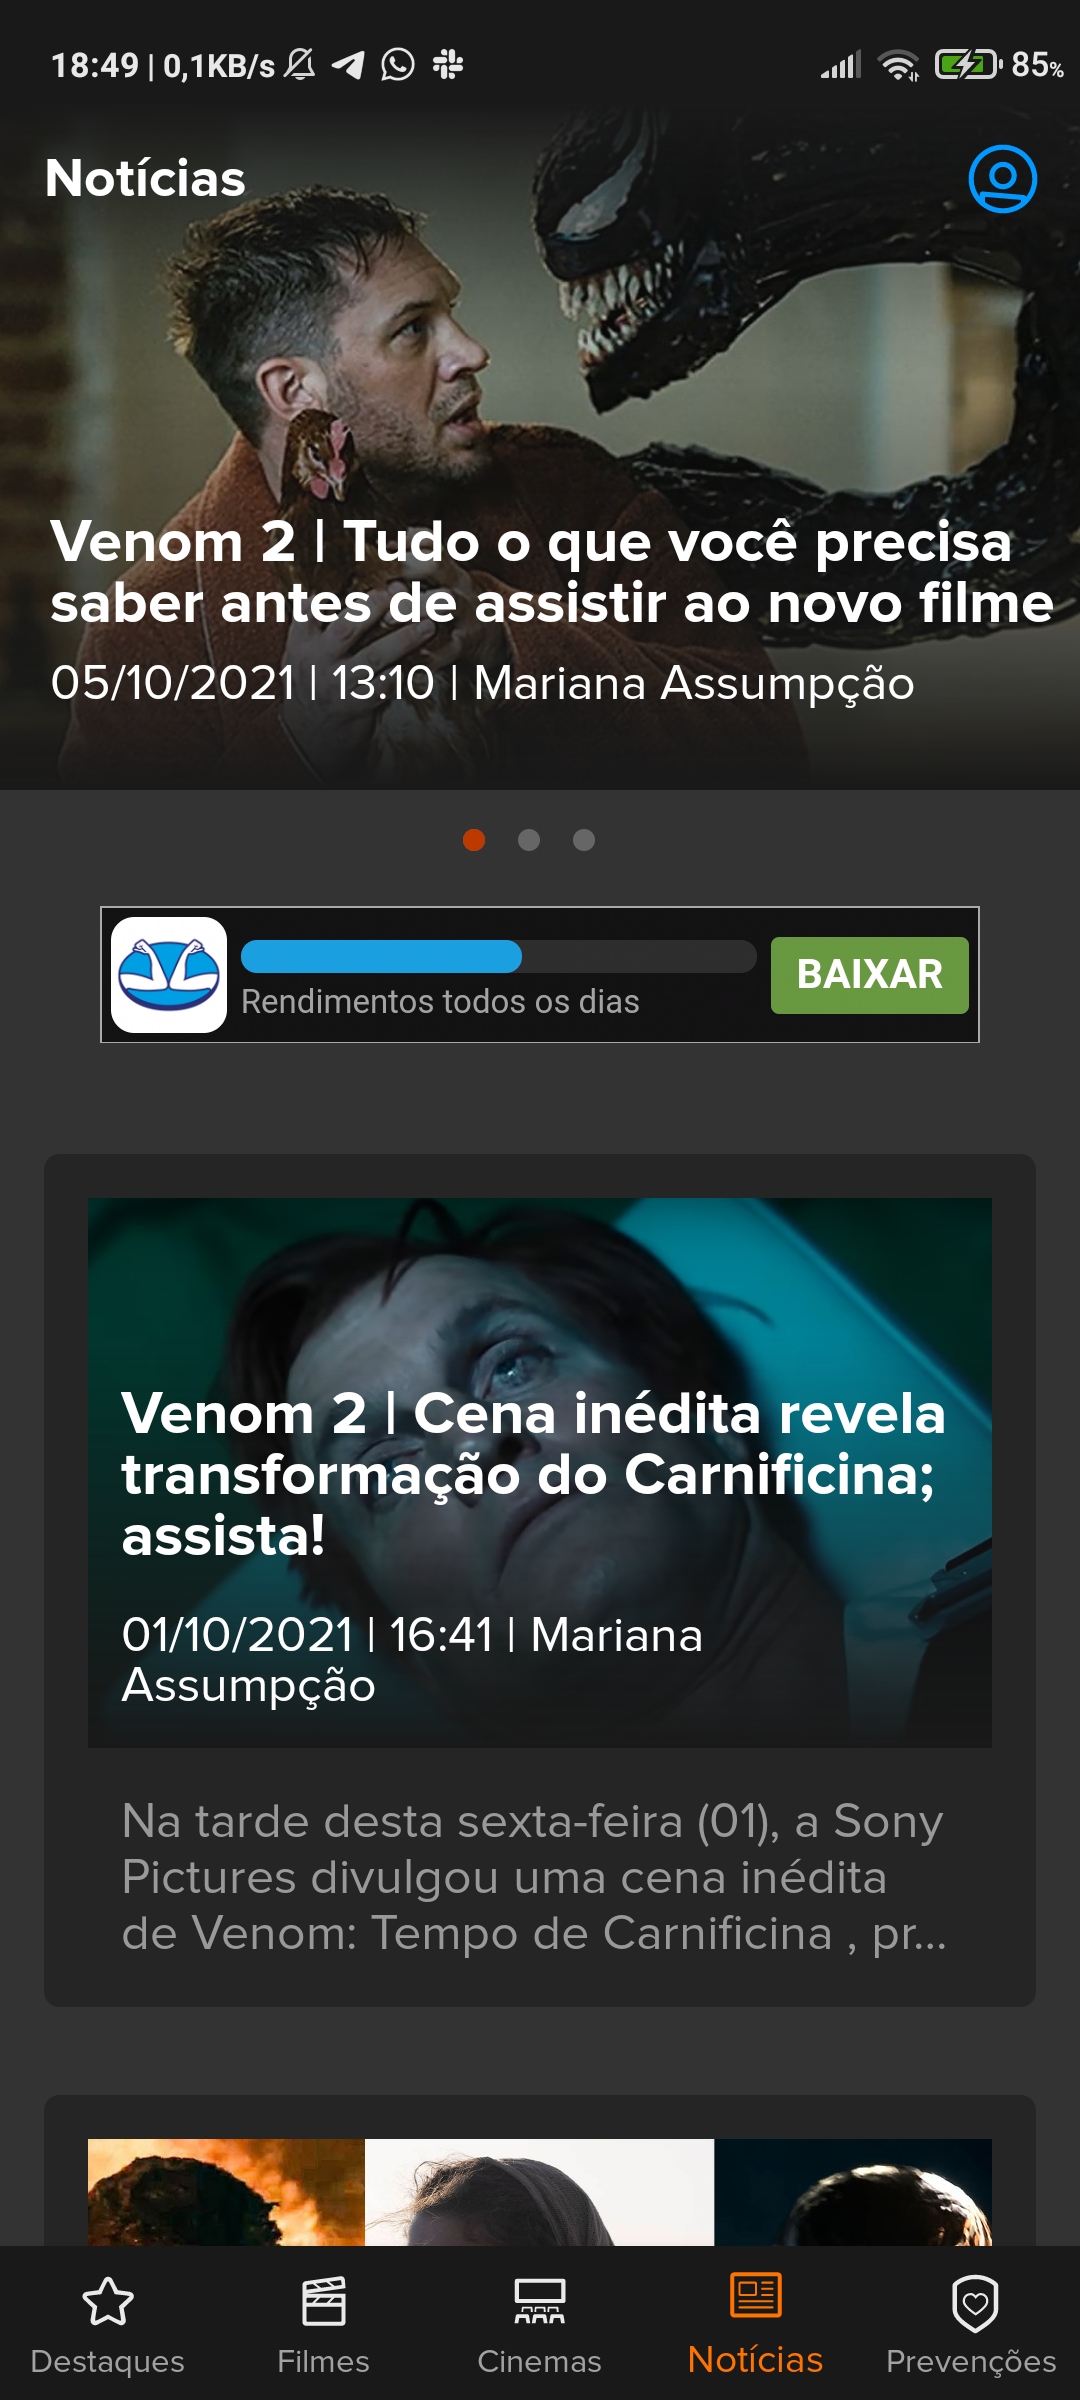 18:49 | 0,1KB/s
85%
Notícias
Venom 2 | Tudo o que você precisa
saber antes de assistir ao novo filme
05/10/2021 | 13:10 | Mariana Assumpção
Rendimentos todos os dias
BAIXAR
Venom 2 | Cena inédita revela
transformação do Carnificina;
assista!
01/10/2021 | 16:41 | Mariana
Assumpção
Na tarde desta sexta-feira (01), a Sony
Pictures divulgou uma cena inédita
de Venom: Tempo de Carnificina , pr...
Destaques
Filmes
Cinemas
Notícias
Prevenções